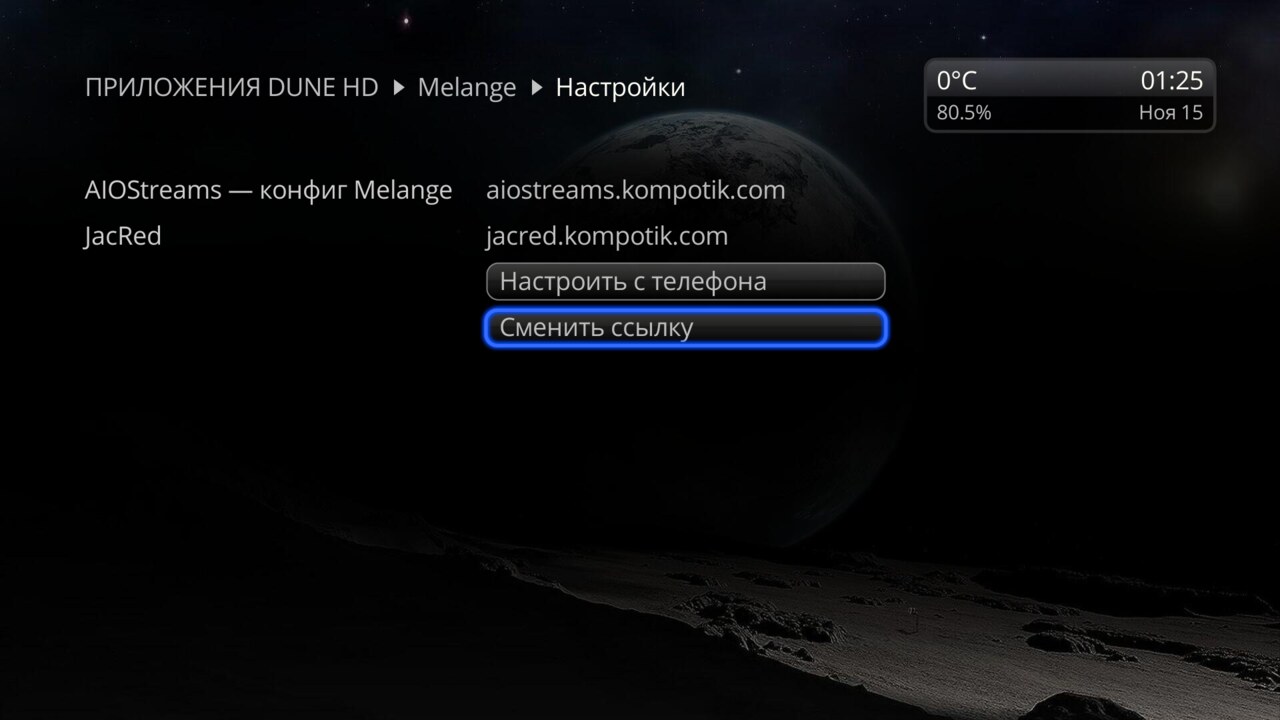 ПРИЛОЖЕНИЯ DUNE HD ▶ Melange ▶ Настройки
0°C 01:25
80.5% Ноя 15
AIOStreams — конфиг Melange aiostreams.kompotik.com
JacRed jacred.kompotik.com
Настроить с телефона
Сменить ссылку